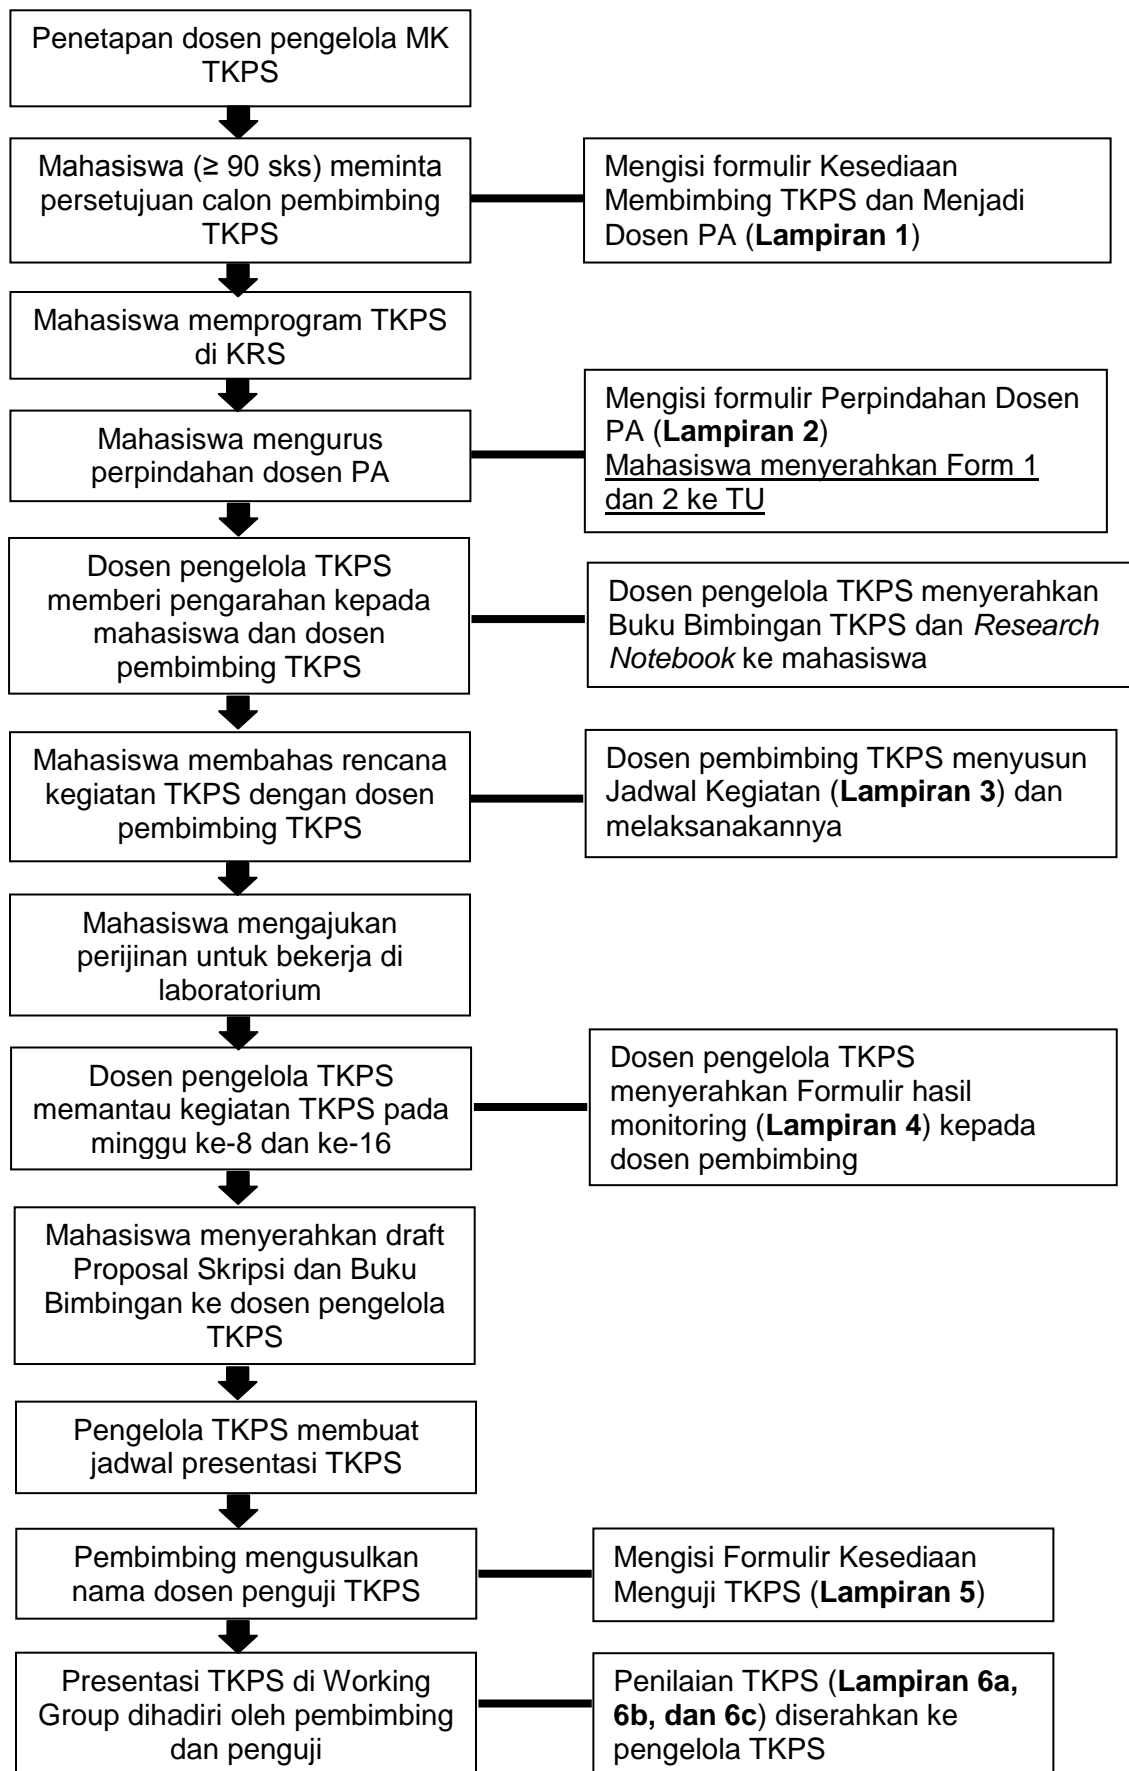 Penetapan dosen pengelola MK
TKPS
Mahasiswa (≥ 90 sks) meminta
persetujuan calon pembimbing
TKPS
Mengisi formulir Kesediaan
Membimbing TKPS dan Menjadi
Dosen PA (Lampiran 1)
Mahasiswa memprogram TKPS
di KRS
Mahasiswa mengurus
perpindahan dosen PA
Mengisi formulir Perpindahan Dosen
PA (Lampiran 2)
Mahasiswa menyerahkan Form 1
dan 2 ke TU
Dosen pengelola TKPS
memberi pengarahan kepada
mahasiswa dan dosen
pembimbing TKPS
Dosen pengelola TKPS menyerahkan
Buku Bimbingan TKPS dan Research
Notebook ke mahasiswa
Mahasiswa membahas rencana
kegiatan TKPS dengan dosen
pembimbing TKPS
Dosen pembimbing TKPS menyusun
Jadwal Kegiatan (Lampiran 3) dan
melaksanakannya
Mahasiswa mengajukan
perijinan untuk bekerja di
laboratorium
Dosen pengelola TKPS
memantau kegiatan TKPS pada
minggu ke-8 dan ke-16
Dosen pengelola TKPS
menyerahkan Formulir hasil
monitoring (Lampiran 4) kepada
dosen pembimbing
Mahasiswa menyerahkan draft
Proposal Skripsi dan Buku
Bimbingan ke dosen pengelola
TKPS
Pengelola TKPS membuat
jadwal presentasi TKPS
Pembimbing mengusulkan
nama dosen penguji TKPS
Mengisi Formulir Kesediaan
Menguji TKPS (Lampiran 5)
Presentasi TKPS di Working
Group dihadiri oleh pembimbing
dan penguji
Penilaian TKPS (Lampiran 6a,
6b, dan 6c) diserahkan ke
pengelola TKPS